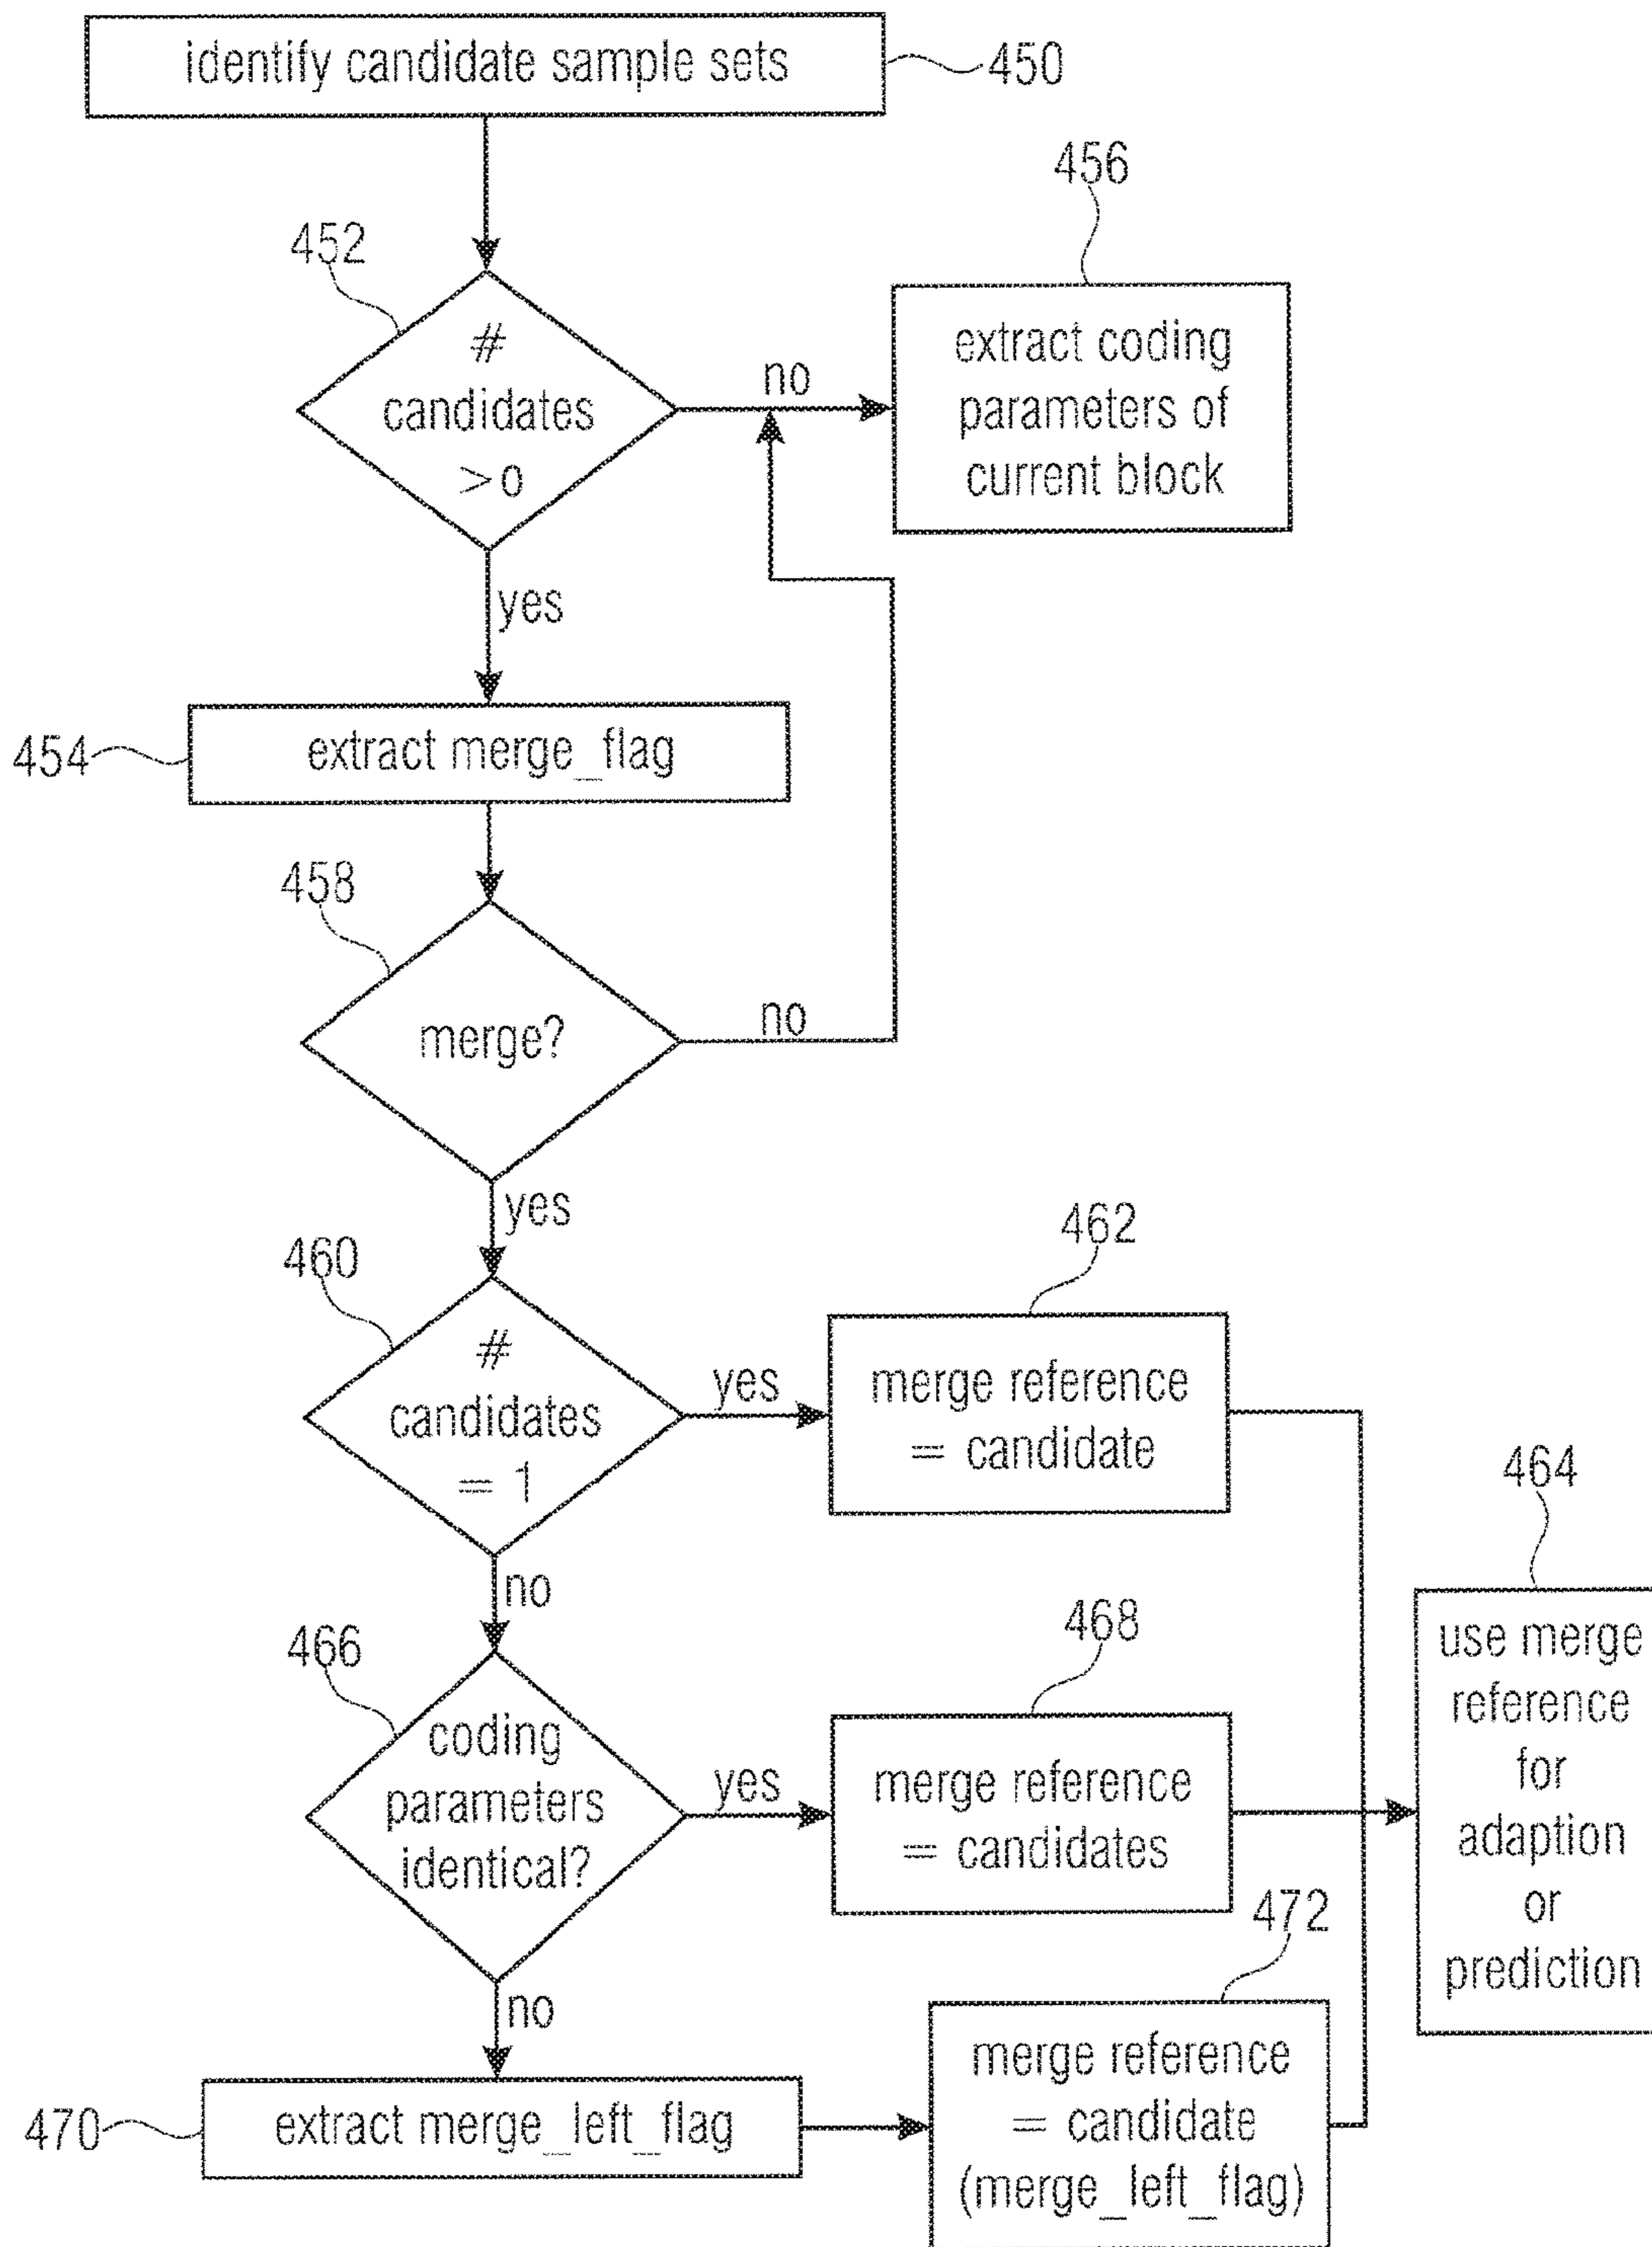 identify candidate sample sets
450
456
452
#
candidates
>o
no
extract coding
parameters of
current block
yes
454
extract merge_flag
458
merge?
no
yes
460
#
candidates
= 1
yes
462
merge reference
= candidate
464
use merge
reference
for
adaption
or
prediction
no
466
coding
parameters
identical?
yes
468
merge reference
= candidates
472
no
470
extract merge_left_flag
merge reference
= candidate
(merge_left_flag)